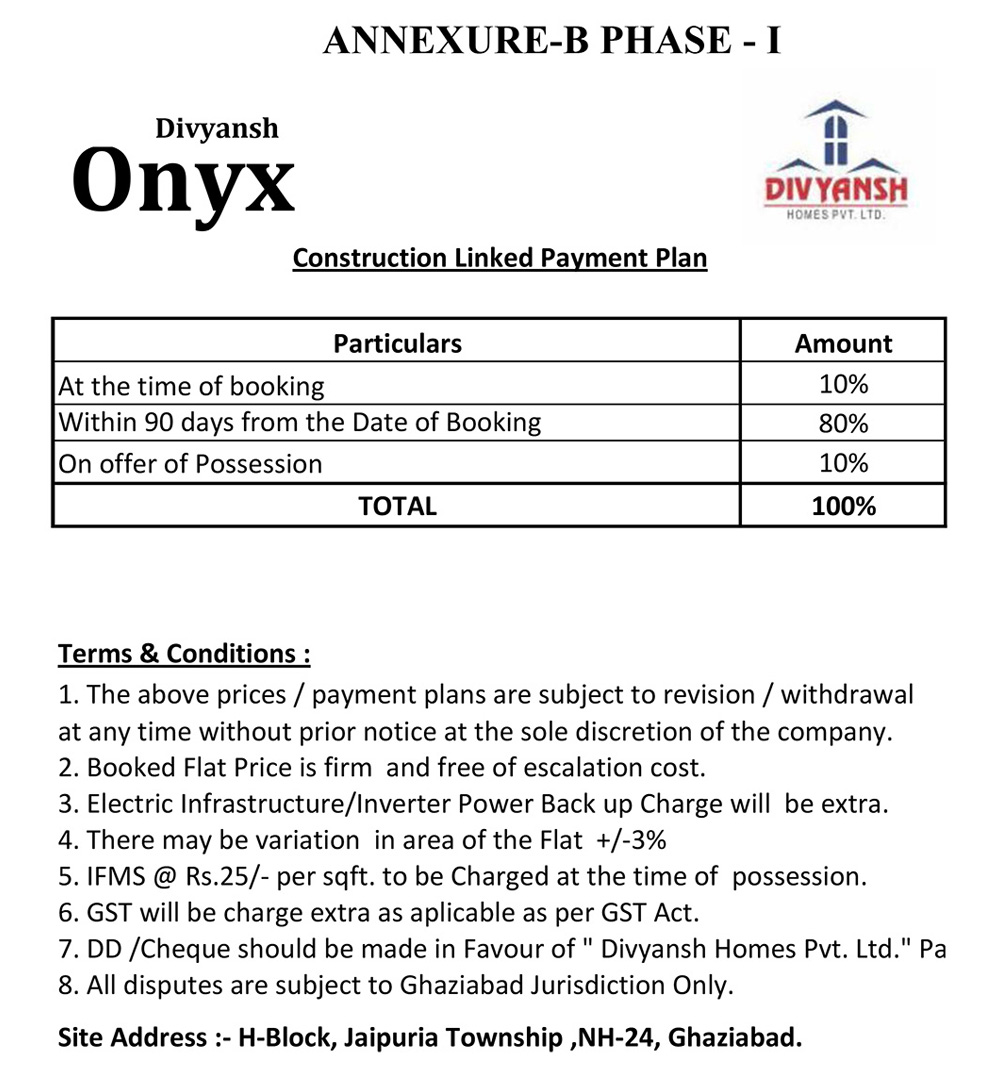 ANNEXURE-B PHASE - I
Divyansh
Onyx
DIVYANSH
HOMES PVT. LTD.
Construction Linked Payment Plan
Particulars Amount
At the time of booking 10%
Within 90 days from the Date of Booking 80%
On offer of Possession 10%
TOTAL 100%
Terms & Conditions :
1. The above prices / payment plans are subject to revision / withdrawal
at any time without prior notice at the sole discretion of the company.
2. Booked Flat Price is firm and free of escalation cost.
3. Electric Infrastructure/Inverter Power Back up Charge will be extra.
4. There may be variation in area of the Flat +/-3%
5. IFMS @ Rs.25/- per sqft. to be Charged at the time of possession.
6. GST will be charge extra as aplicable as per GST Act.
7. DD /Cheque should be made in Favour of " Divyansh Homes Pvt. Ltd." Pa
8. All disputes are subject to Ghaziabad Jurisdiction Only.
Site Address :- H-Block, Jaipuria Township ,NH-24, Ghaziabad.